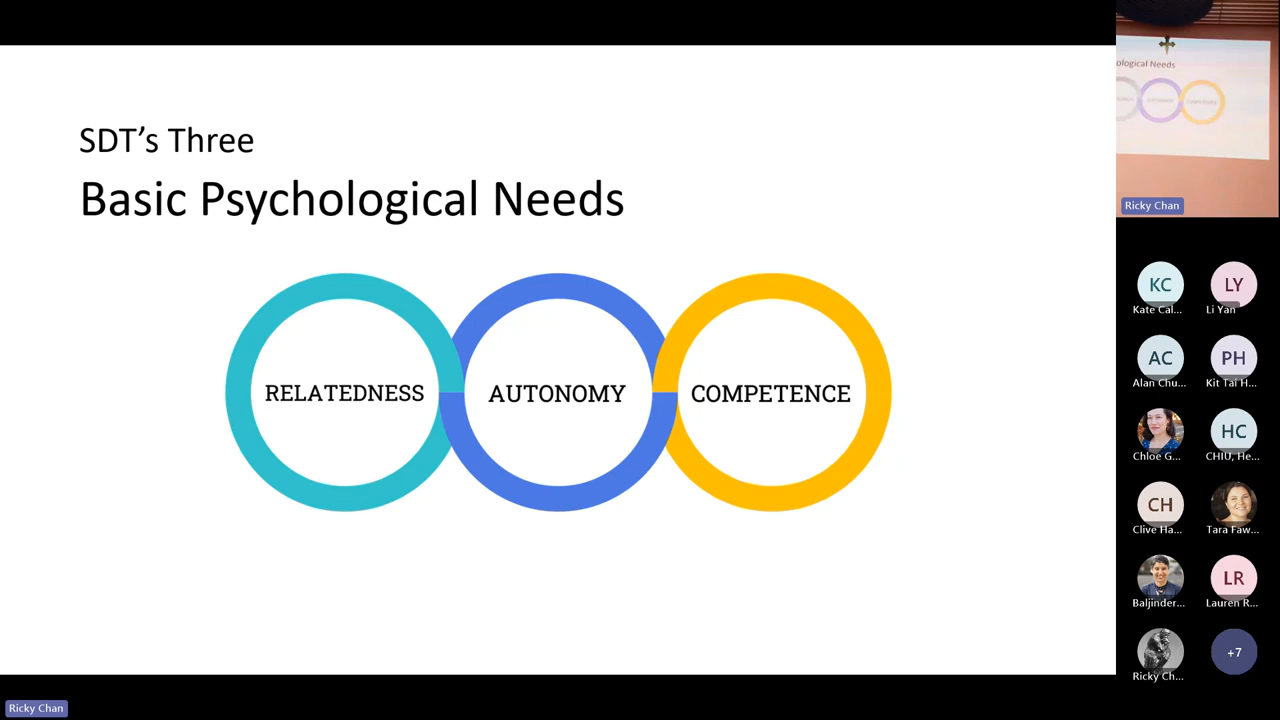 SDT's Three
Basic Psychological Needs
RELATEDNESS
AUTONOMY
COMPETENCE
Ricky Chan
ological Needs
Ricky Chan
KC
Kate Cal...
LY
Li Yan
AC
Alan Chu...
PH
Kit Tai H...
Chloe G...
HC
CHIU, He...
CH
Clive Ha...
Tara Faw...
Baljinder...
LR
Lauren R...
Ricky Ch...
+7